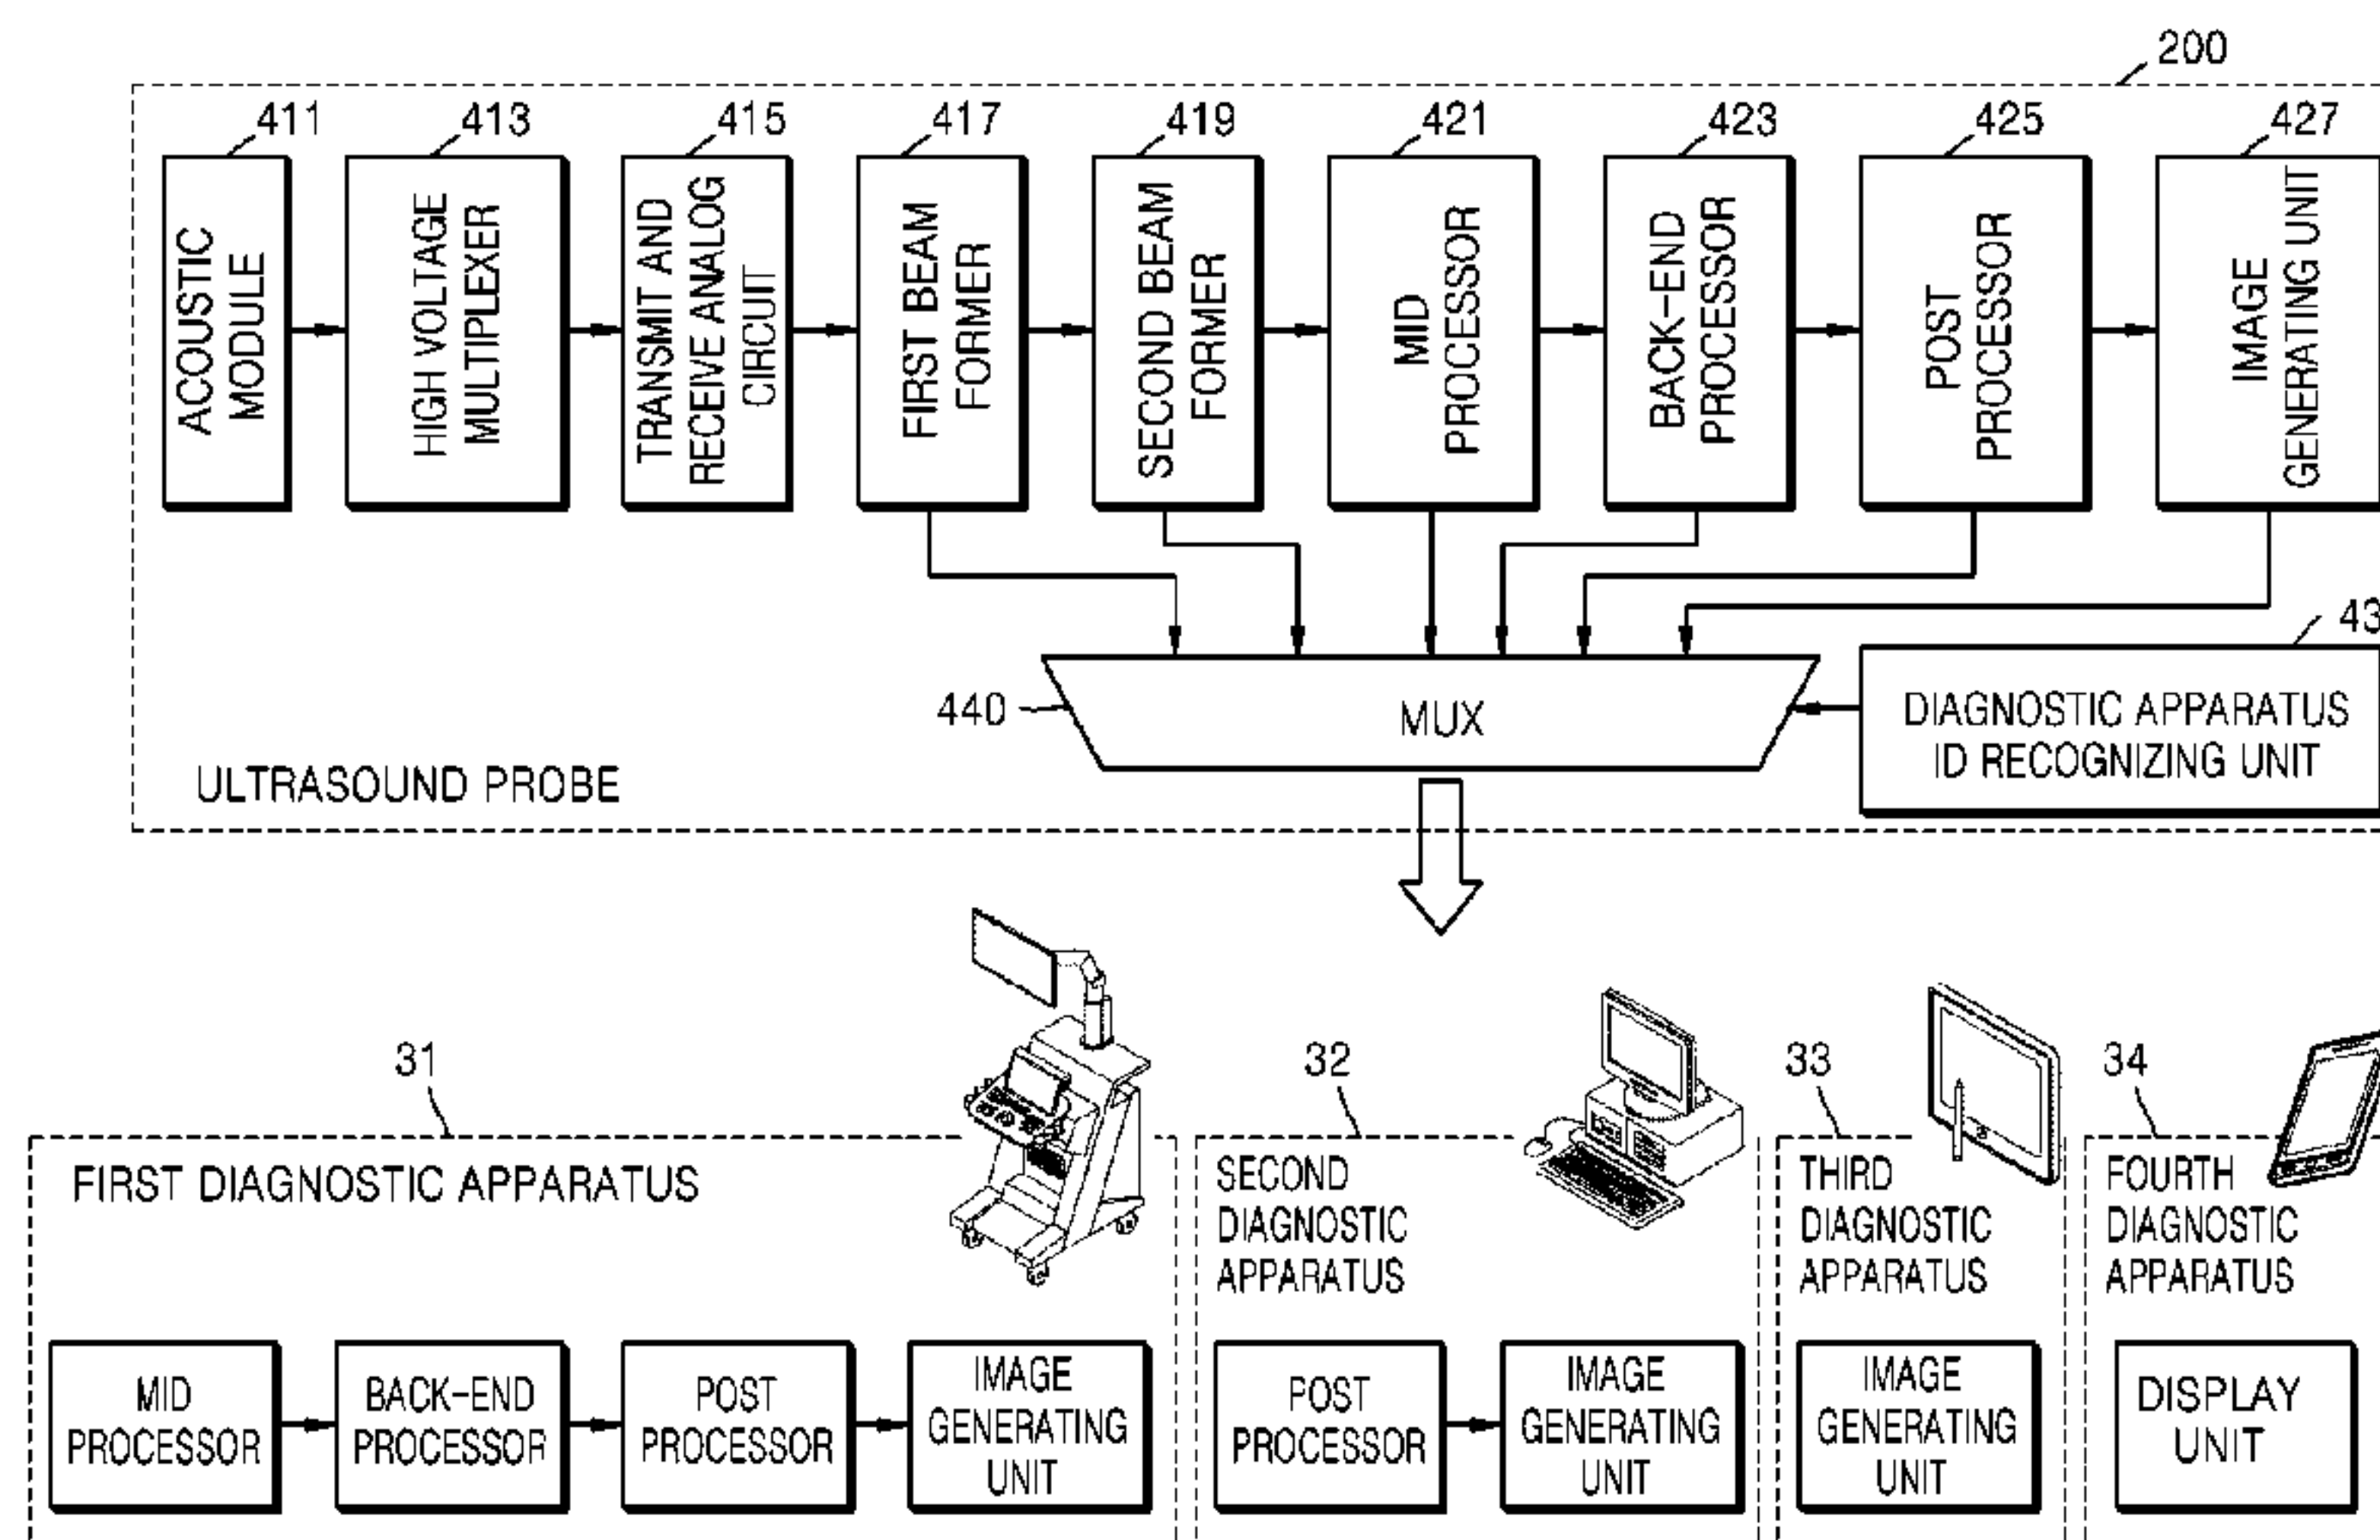 200
411
413
415
417
419
421
423
425
427
ACOUSTIC
MODULE
HIGH VOLTAGE
MULTIPLEXER
TRANSMIT AND
RECEIVE ANALOG
CIRCUIT
FIRST BEAM
FORMER
SECOND BEAM
FORMER
MID
PROCESSOR
BACK-END
PROCESSOR
POST
PROCESSOR
IMAGE
GENERATING UNIT
43
440
MUX
DIAGNOSTIC APPARATUS
ID RECOGNIZING UNIT
ULTRASOUND PROBE
31
32
33
34
FIRST DIAGNOSTIC APPARATUS
SECOND
DIAGNOSTIC
APPARATUS
THIRD
DIAGNOSTIC
APPARATUS
FOURTH
DIAGNOSTIC
APPARATUS
MID
PROCESSOR
BACK-END
PROCESSOR
POST
PROCESSOR
IMAGE
GENERATING
UNIT
POST
PROCESSOR
IMAGE
GENERATING
UNIT
IMAGE
GENERATING
UNIT
DISPLAY
UNIT